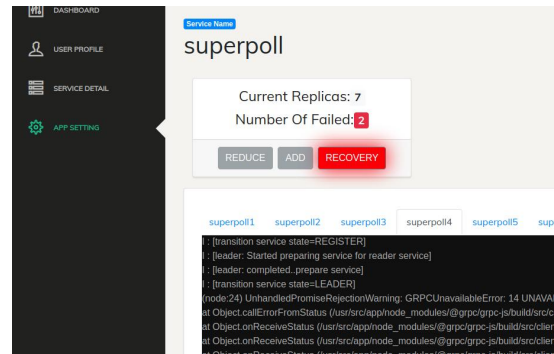 DASHBOARD
USER PROFILE
SERVICE DETAIL
APP SETTING
Service Name
superpoll
Current Replicas: 7
Number Of Failed:2
REDUCE ADD RECOVERY
superpoll1 superpoll2 superpoll3 superpoll4 superpoll5 sup
I : [transition service state=REGISTER]
I : [leader: Started preparing service for reader service]
I : [leader: completed..prepare service]
I : [transition service state=LEADER]
(node:24) UnhandledPromiseRejectionWarning: GRPCUnavailableError: 14 UNAVA
at Object.callErrorFromStatus (/usr/src/app/node_modules/@grpc/grpc-js/build/src/c
at Object.onReceiveStatus (/usr/src/app/node_modules/@grpc/grpc-js/build/src/clien
at Object.onReceiveStatus (/usr/src/app/node_modules/@grpc/grpc-js/build/src/clien